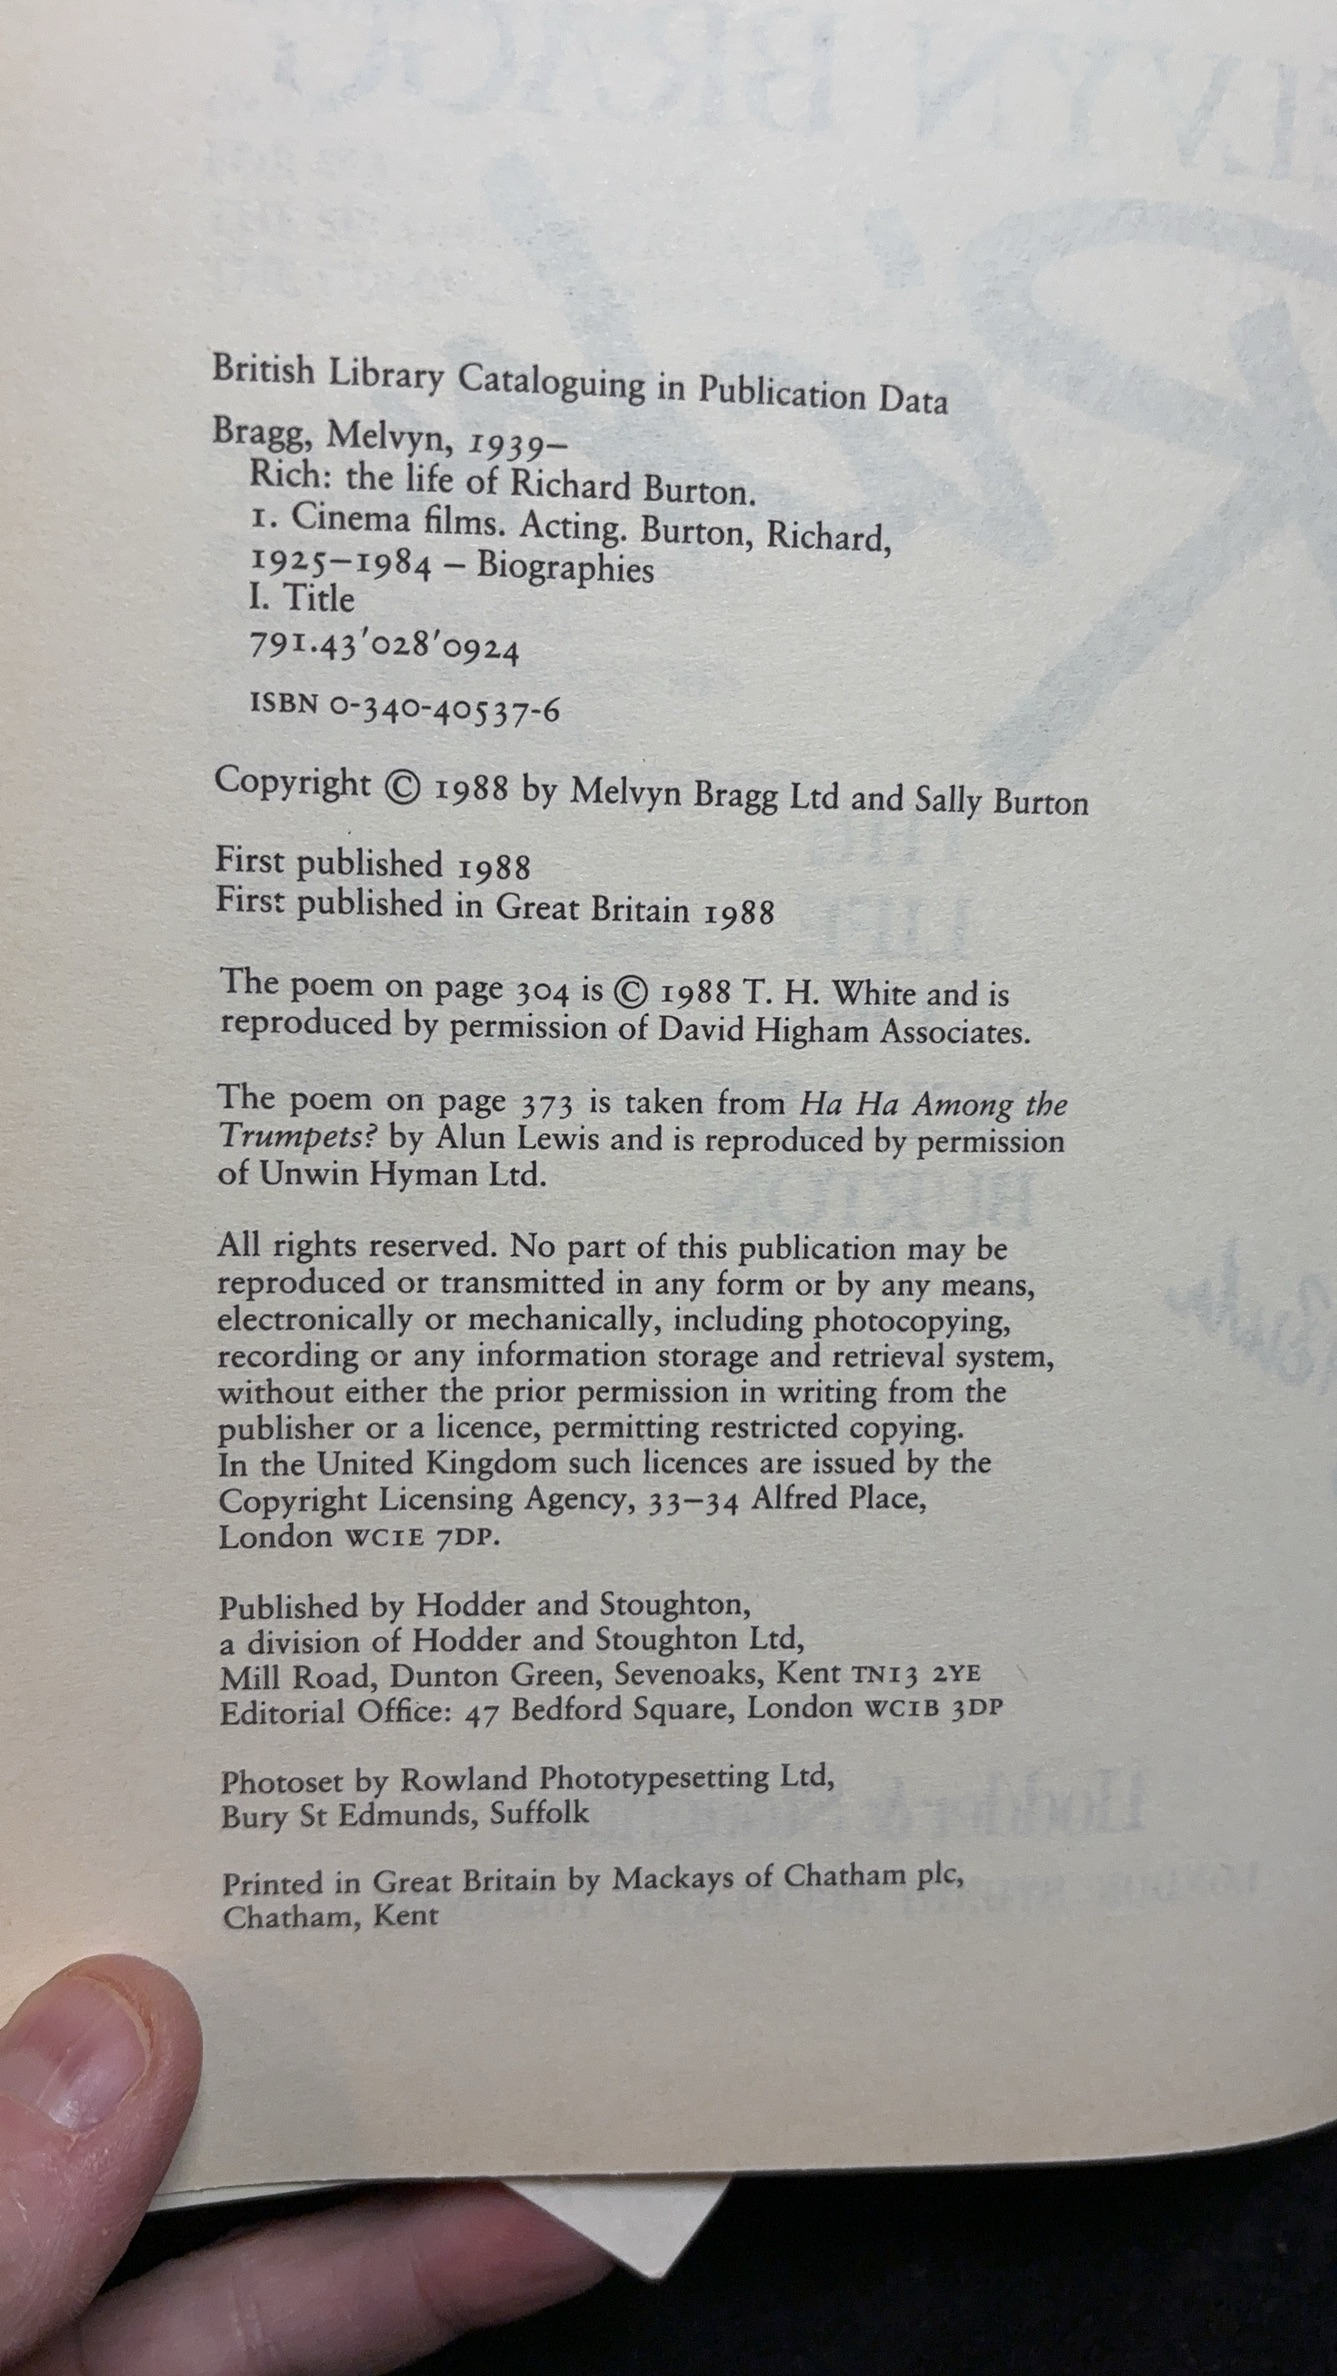 British Library Cataloguing in Publication Data
Bragg, Melvyn, 1939–
Rich: the life of Richard Burton.
1. Cinema films. Acting. Burton, Richard,
1925–1984 – Biographies
I. Title
791.43'028'0924
ISBN 0-340-40537-6
Copyright © 1988 by Melvyn Bragg Ltd and Sally Burton
First published 1988
First published in Great Britain 1988
The poem on page 304 is © 1988 T. H. White and is
reproduced by permission of David Higham Associates.
The poem on page 373 is taken from Ha Ha Among the
Trumpets? by Alun Lewis and is reproduced by permission
of Unwin Hyman Ltd.
All rights reserved. No part of this publication may be
reproduced or transmitted in any form or by any means,
electronically or mechanically, including photocopying,
recording or any information storage and retrieval system,
without either the prior permission in writing from the
publisher or a licence, permitting restricted copying.
In the United Kingdom such licences are issued by the
Copyright Licensing Agency, 33–34 Alfred Place,
London WC1E 7DP.
Published by Hodder and Stoughton,
a division of Hodder and Stoughton Ltd,
Mill Road, Dunton Green, Sevenoaks, Kent TN13 2YE
Editorial Office: 47 Bedford Square, London WC1B 3DP
Photoset by Rowland Phototypesetting Ltd,
Bury St Edmunds, Suffolk
Printed in Great Britain by Mackays of Chatham plc,
Chatham, Kent